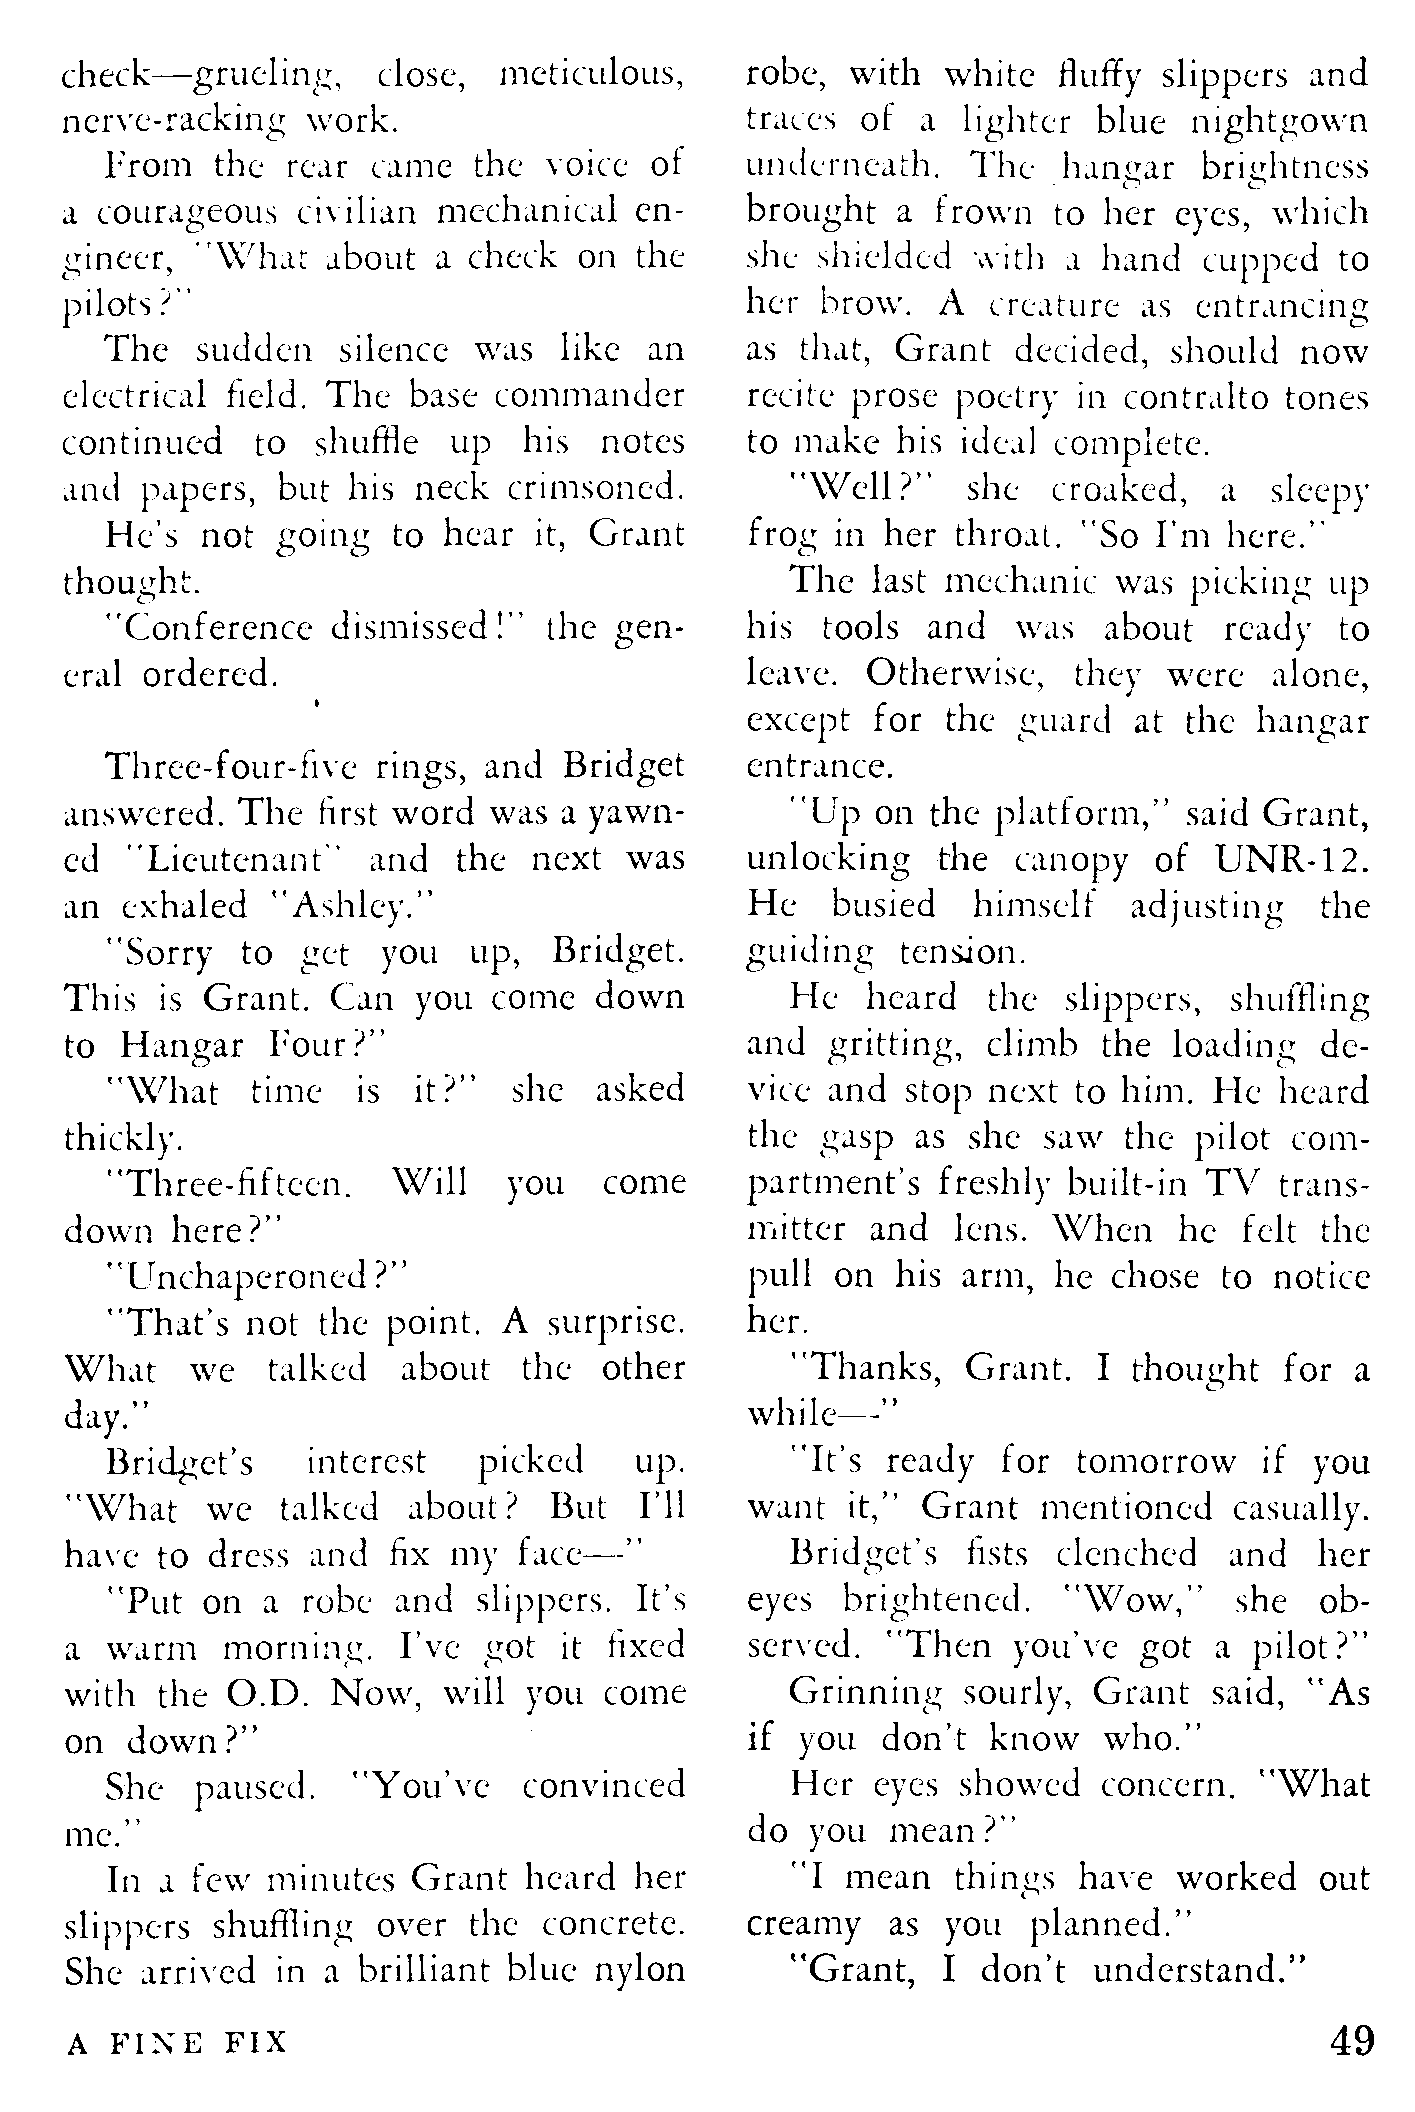 check—grueling, close, meticulous,
nerve-racking work.
From the rear came the voice of
a courageous civilian mechanical en-
gineer, "What about a check on the
pilots?"
The sudden silence was like an
electrical field. The base commander
continued to shuffle up his notes
and papers, but his neck crimsoned.
He's not going to hear it, Grant
thought.
"Conference dismissed!" the gen-
eral ordered.
Three-four-five rings, and Bridget
answered. The first word was a yawn-
ed "Lieutenant" and the next was
an exhaled "Ashley."
"Sorry to get you up, Bridget.
This is Grant. Can you come down
to Hangar Four?"
"What time is it?" she asked
thickly.
"Three-fifteen. Will you come
down here?"
"Unchaperoned?"
"That's not the point. A surprise.
What we talked about the other
day."
Bridget's interest picked up.
"What we talked about? But I'll
have to dress and fix my face—"
"Put on a robe and slippers. It's
a warm morning. I've got it fixed
with the O.D. Now, will you come
on down?"
She paused. "You've convinced
me."
In a few minutes Grant heard her
slippers shuffling over the concrete.
She arrived in a brilliant blue nylon
robe, with white fluffy slippers and
traces of a lighter blue nightgown
underneath. The hangar brightness
brought a frown to her eyes, which
she shielded with a hand cupped to
her brow. A creature as entrancing
as that, Grant decided, should now
recite prose poetry in contralto tones
to make his ideal complete.
"Well?" she croaked, a sleepy
frog in her throat. "So I'm here."
The last mechanic was picking up
his tools and was about ready to
leave. Otherwise, they were alone,
except for the guard at the hangar
entrance.
"Up on the platform," said Grant,
unlocking the canopy of UNR-12.
He busied himself adjusting the
guiding tension.
He heard the slippers, shuffling
and gritting, climb the loading de-
vice and stop next to him. He heard
the gasp as she saw the pilot com-
partment's freshly built-in TV trans-
mitter and lens. When he felt the
pull on his arm, he chose to notice
her.
"Thanks, Grant. I thought for a
while—"
"It's ready for tomorrow if you
want it," Grant mentioned casually.
Bridget's fists clenched and her
eyes brightened. "Wow," she ob-
served. "Then you've got a pilot?"
Grinning sourly, Grant said, "As
if you don't know who."
Her eyes showed concern. "What
do you mean?"
"I mean things have worked out
creamy as you planned."
"Grant, I don't understand."
A FINE FIX
49